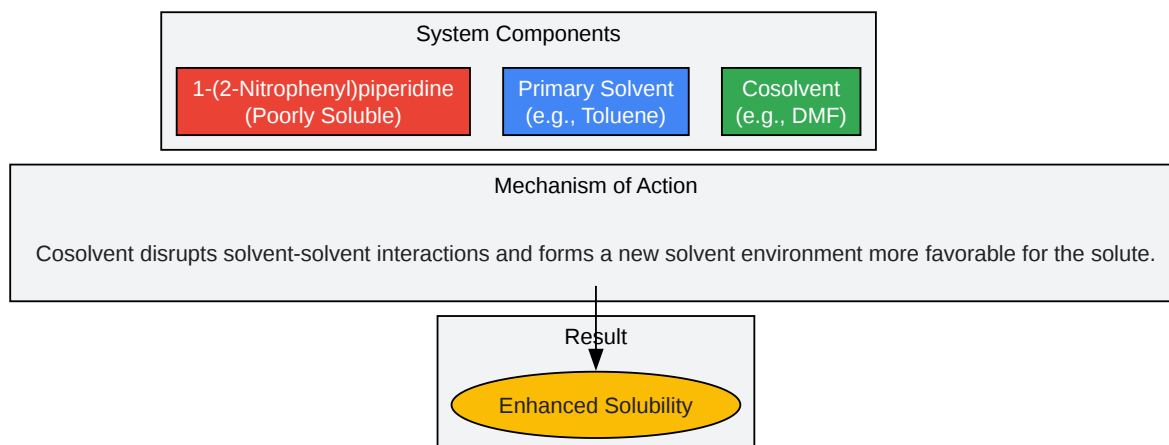 System Components
1-(2-Nitrophenyl)piperidine
(Poorly Soluble)
Primary Solvent
(e.g., Toluene)
Cosolvent
(e.g., DMF)
Mechanism of Action
Cosolvent disrupts solvent-solvent interactions and forms a new solvent environment more favorable for the solute.
Result
Enhanced Solubility